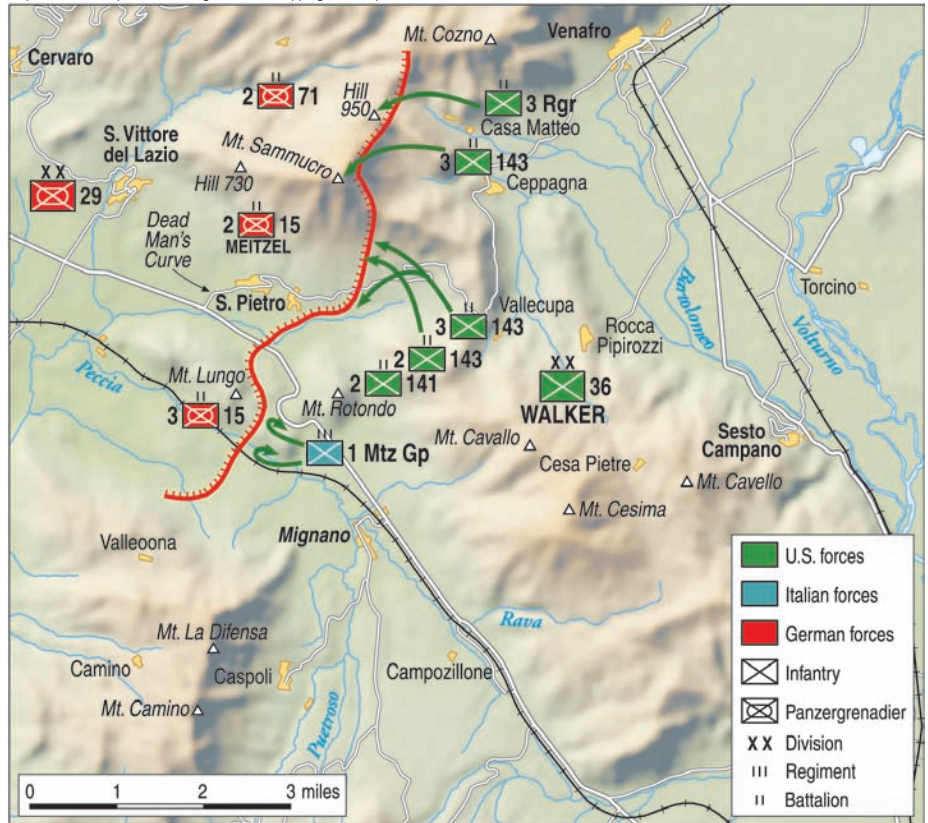 Mt. Cozno
Venafro
Cervaro
2 71
Hill
950
3 Rgr
Casa Matteo
S. Vittore
del Lazio
Mt. Sammucro
3 143
Ceppagna
29
Hill 730
2 15
MEITZEL
Dead
Man's
Curve
S. Pietro
Torcino
Bartolomeo
Volturno
Vallecupa
3 143
Rocca
Pipirozzi
2 143
Peccia
Mt. Lungo
2 141
36
WALKER
Mt. Rotondo
3 15
Mt. Cavallo
Sesto
Campano
1 Mtz Gp
Cesa Pietre
Mt. Cavello
Mt. Cesima
Mignano
Valleoona
Rava
Mt. La Difensa
Camino
Caspoli
Campozillone
Mt. Camino
Puetroso
U.S. forces
Italian forces
German forces
Infantry
Panzergrenadier
X X Division
III Regiment
II Battalion
0 1 2 3 miles